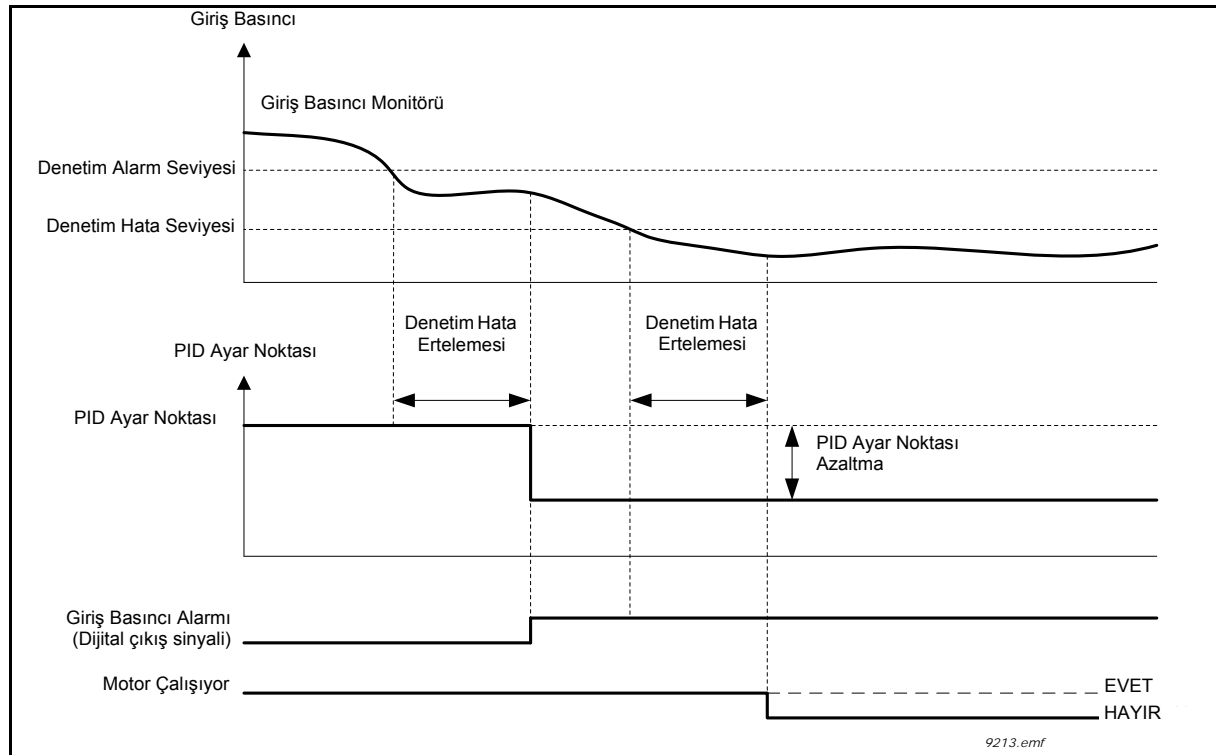 Giriş Basıncı
Giriş Basıncı Monitörü
Denetim Alarm Seviyesi
Denetim Hata Seviyesi
Denetim Hata
Ertelemesi
Denetim Hata
Ertelemesi
PID Ayar Noktası
PID Ayar Noktası
PID Ayar Noktası
Azaltma
Giriş Basıncı Alarmı
(Dijital çıkış sinyali)
Motor Çalışıyor
EVET
HAYIR
9213.emf